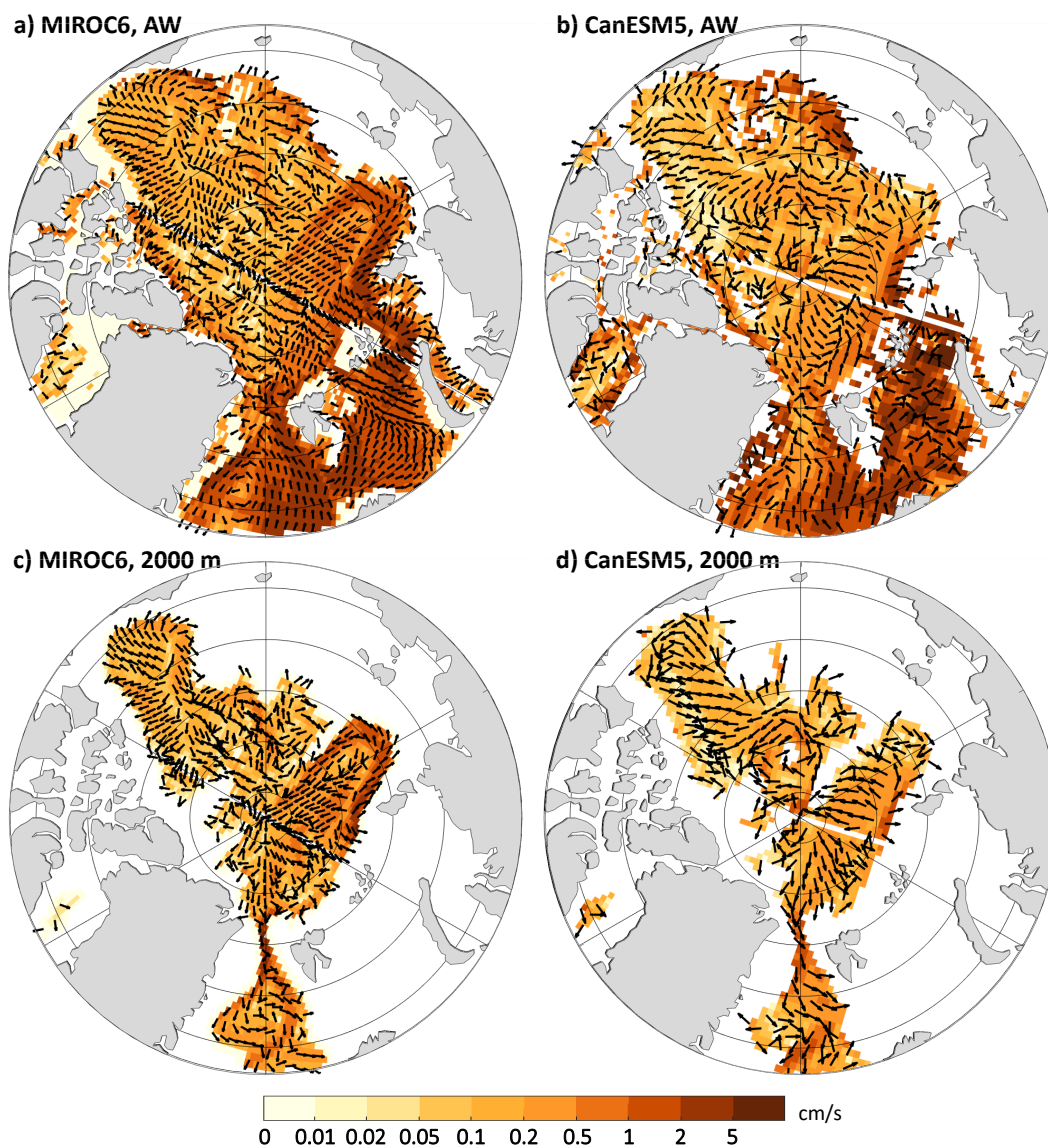 a) MIROC6, AW
b) CanESM5, AW
c) MIROC6, 2000 m
d) CanESM5, 2000 m
cm/s
0 0.01 0.02 0.05 0.1 0.2 0.5 1 2 5